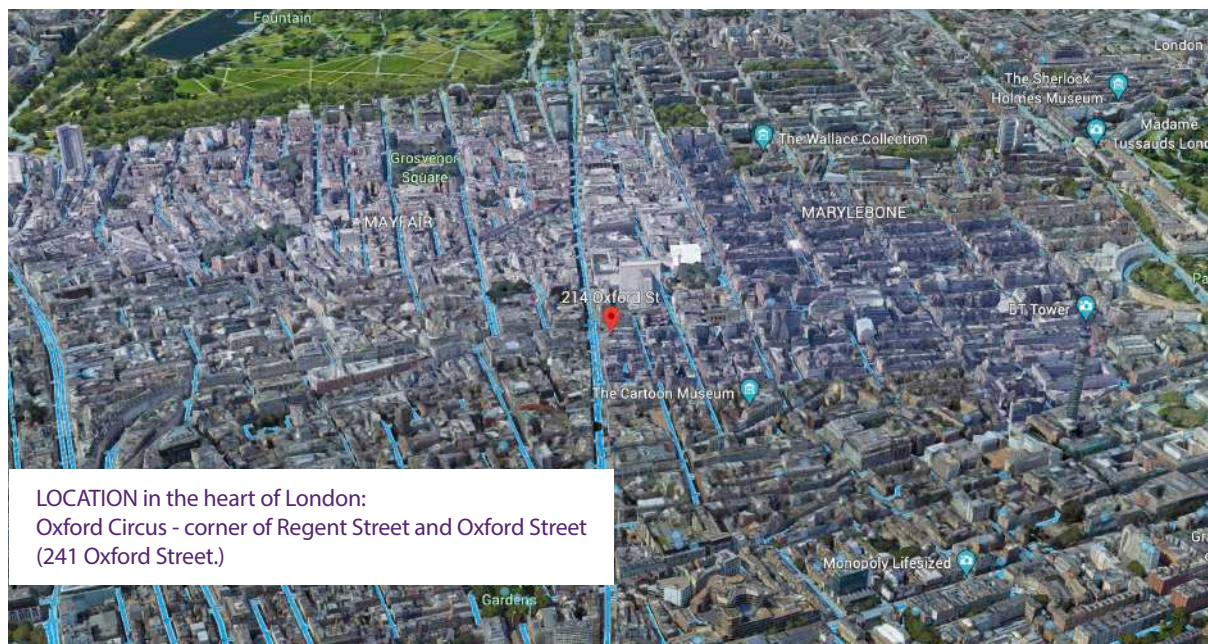 Fountain
London
The Sherlock
Holmes Museum
Madame
Tussauds Lond
The Wallace Collection
Grosvenor
Square
MAYFAIR
MARYLEBONE
214 Oxford St
BT Tower
Pa
The Cartoon Museum
LOCATION in the heart of London:
Oxford Circus - corner of Regent Street and Oxford Street
(241 Oxford Street.)
Monopoly Lifesized
Gardens